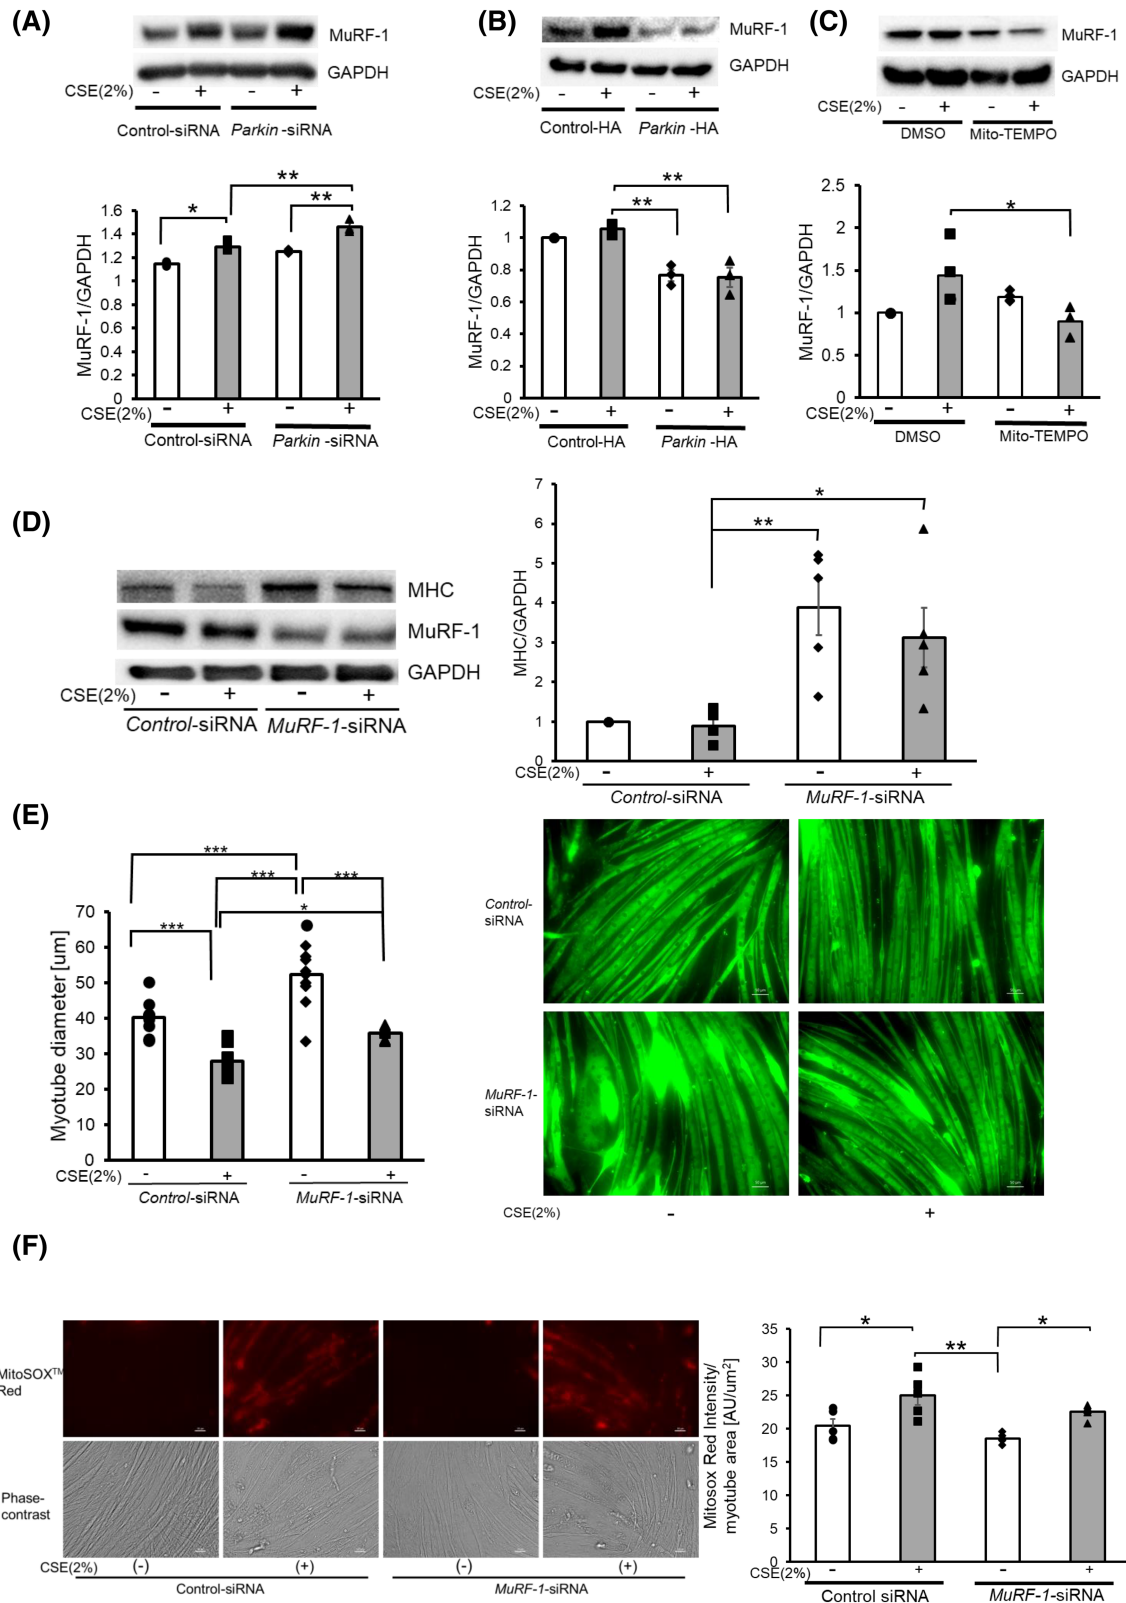 (A)
MuRF-1
GAPDH
CSE(2%) - + - +
Control-siRNA Parkin -siRNA
** 
* **
MuRF-1/GAPDH
1.6
1.4
1.2
1
0.8
0.6
0.4
0.2
0
CSE(2%) - + - +
Control-siRNA Parkin -siRNA
(B)
MuRF-1
GAPDH
CSE(2%) - + - +
Control-HA Parkin -HA
**
**
MuRF-1/GAPDH
1.2
1
0.8
0.6
0.4
0.2
0
CSE(2%) - + - +
Control-HA Parkin -HA
(C)
MuRF-1
GAPDH
CSE(2%) - + - +
DMSO Mito-TEMPO
*
MuRF-1/GAPDH
2.5
2
1.5
1
0.5
0
CSE(2%) - + - +
DMSO Mito-TEMPO
(D)
MHC
MuRF-1
GAPDH
CSE(2%) - + - +
Control-siRNA MuRF-1-siRNA
*
**
MHC/GAPDH
7
6
5
4
3
2
1
0
CSE(2%) - + - +
Control-siRNA MuRF-1-siRNA
(E)
***
*** ***
*
***
Myotube diameter [um]
70
60
50
40
30
20
10
0
CSE(2%) - + - +
Control-siRNA MuRF-1-siRNA
Control-
siRNA
MuRF-1-
siRNA
CSE(2%) - +
(F)
MitoSOX™
Red
Phase-
contrast
CSE(2%) (-) (+) (-) (+)
Control-siRNA MuRF-1-siRNA
* *
**
Mitosox Red Intensity/
myotube area [AU/um²]
35
30
25
20
15
10
5
0
CSE(2%) - + - +
Control siRNA MuRF-1-siRNA